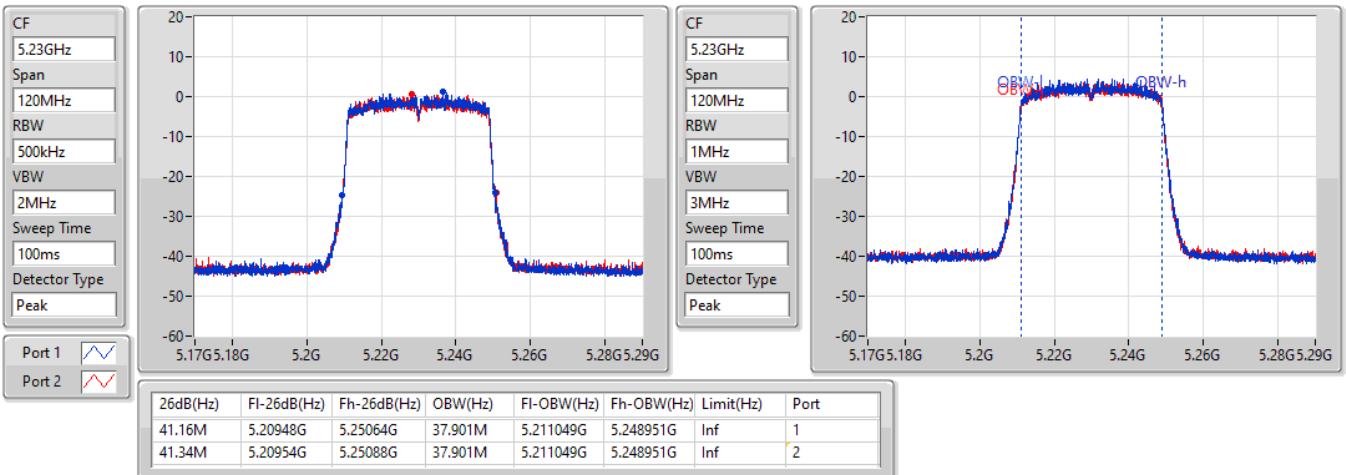 CF
5.23GHz
Span
120MHz
RBW
500kHz
VBW
2MHz
Sweep Time
100ms
Detector Type
Peak
Port 1
Port 2
20
10
0
-10
-20
-30
-40
-50
-60
5.17G 5.18G 5.2G 5.22G 5.24G 5.26G 5.28G 5.29G
CF
5.23GHz
Span
120MHz
RBW
1MHz
VBW
3MHz
Sweep Time
100ms
Detector Type
Peak
20
10
0
-10
-20
-30
-40
-50
-60
OBW-l OBW-h
OBW
5.17G 5.18G 5.2G 5.22G 5.24G 5.26G 5.28G 5.29G
26dB(Hz) Fl-26dB(Hz) Fh-26dB(Hz) OBW(Hz) Fl-OBW(Hz) Fh-OBW(Hz) Limit(Hz) Port
41.16M 5.20948G 5.25064G 37.901M 5.211049G 5.248951G Inf 1
41.34M 5.20954G 5.25088G 37.901M 5.211049G 5.248951G Inf 2